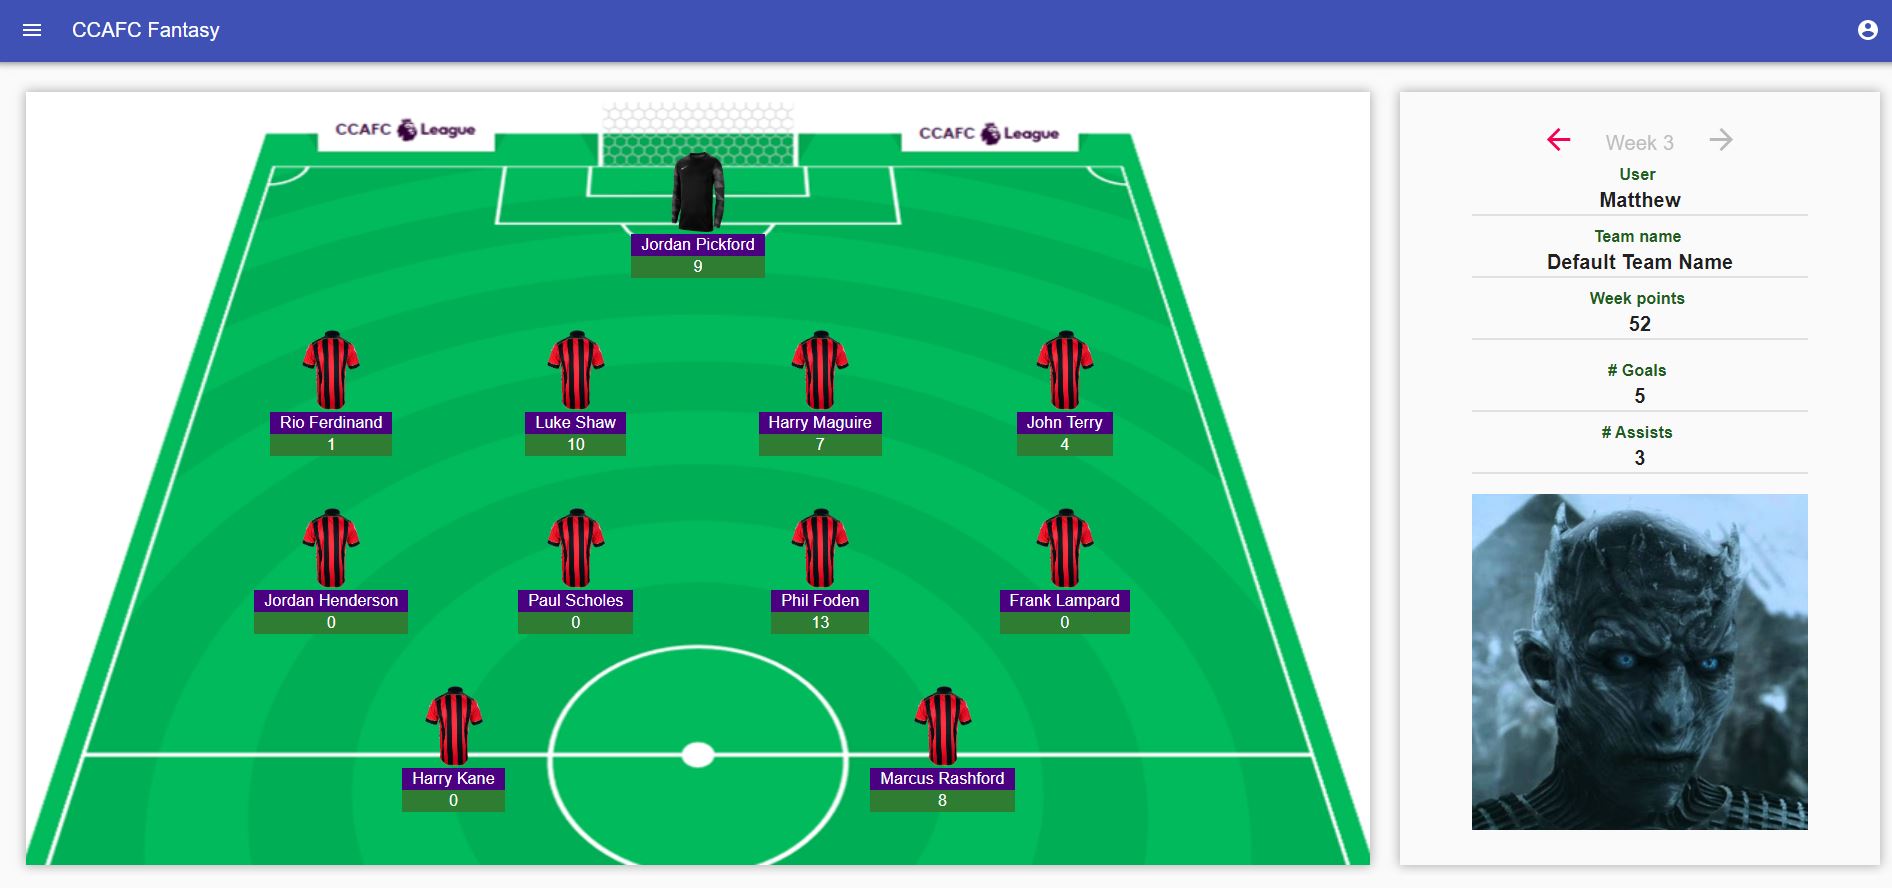 CCAFC Fantasy
CCAFC League
CCAFC League
Jordan Pickford
9
Rio Ferdinand
1
Luke Shaw
10
Harry Maguire
7
John Terry
4
Jordan Henderson
0
Paul Scholes
0
Phil Foden
13
Frank Lampard
0
Harry Kane
0
Marcus Rashford
8
Week 3
User
Matthew
Team name
Default Team Name
Week points
52
# Goals
5
# Assists
3